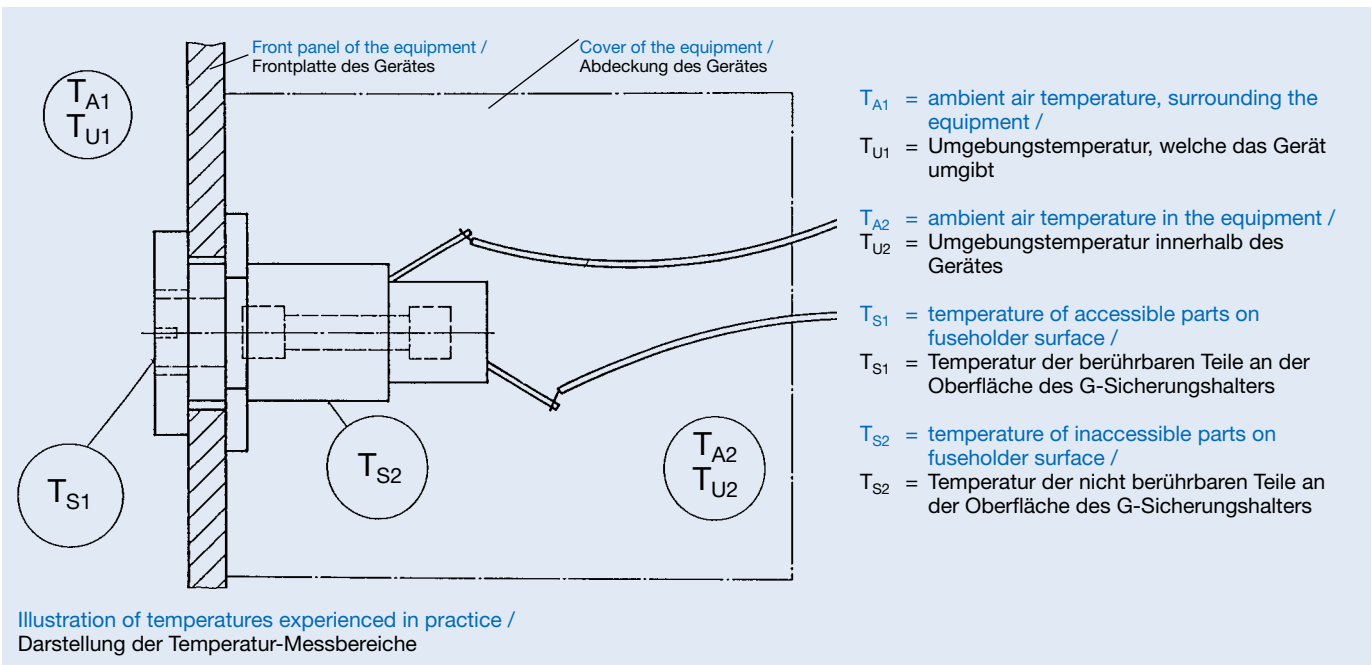 Front panel of the equipment /
Frontplatte des Gerätes
Cover of the equipment /
Abdeckung des Gerätes
TA1
TU1
TS1
TS2
TA2
TU2
TA1 = ambient air temperature, surrounding the
equipment /
TU1 = Umgebungstemperatur, welche das Gerät
umgibt
TA2 = ambient air temperature in the equipment /
TU2 = Umgebungstemperatur innerhalb des
Gerätes
TS1 = temperature of accessible parts on
fuseholder surface /
TS1 = Temperatur der berührbaren Teile an der
Oberfläche des G-Sicherungshalters
TS2 = temperature of inaccessible parts on
fuseholder surface /
TS2 = Temperatur der nicht berührbaren Teile an
der Oberfläche des G-Sicherungshalters
Illustration of temperatures experienced in practice /
Darstellung der Temperatur-Messbereiche